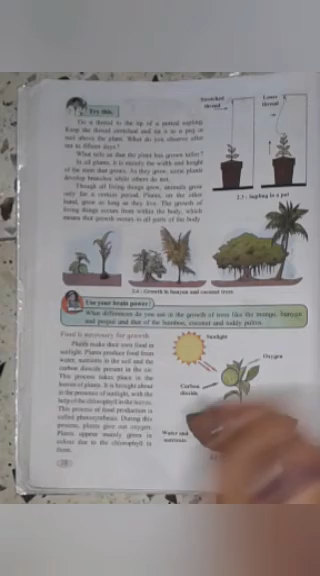 Try this.
Stretched
thread
Loose
thread
Tie a thread to the tip of a potted sapling.
Keep the thread stretched and tie it to a peg or
nail above the plant. What do you observe after
ten to fifteen days?
What tells us that the plant has grown taller?
In all plants, it is mainly the width and height
of the stem that grows. As they grow, some plants
develop branches while others do not.
Though all living things grow, animals grow
only for a certain period. Plants, on the other
hand, grow as long as they live. The growth of
living things occurs from within the body, which
means that growth occurs in all parts of the body.
Sapling in a pot
Growth in banyan and coconut trees
Use your brain power!
What differences do you see in the growth of trees like the mango, banyan
and peepul and that of the bamboo, coconut and toddy palms.
Food is necessary for growth
Plants make their own food in
sunlight. Plants produce food from
water, nutrients in the soil and the
carbon dioxide present in the air.
This process takes place in the
leaves of plants. It is brought about
in the presence of sunlight, with the
help of the chlorophyll in the leaves.
This process of food production is
called photosynthesis. During this
process, plants give out oxygen.
Plants appear mainly green in
colour due to the chlorophyll in
them.
Sunlight
Oxygen
Carbon
dioxide
Water and
nutrients